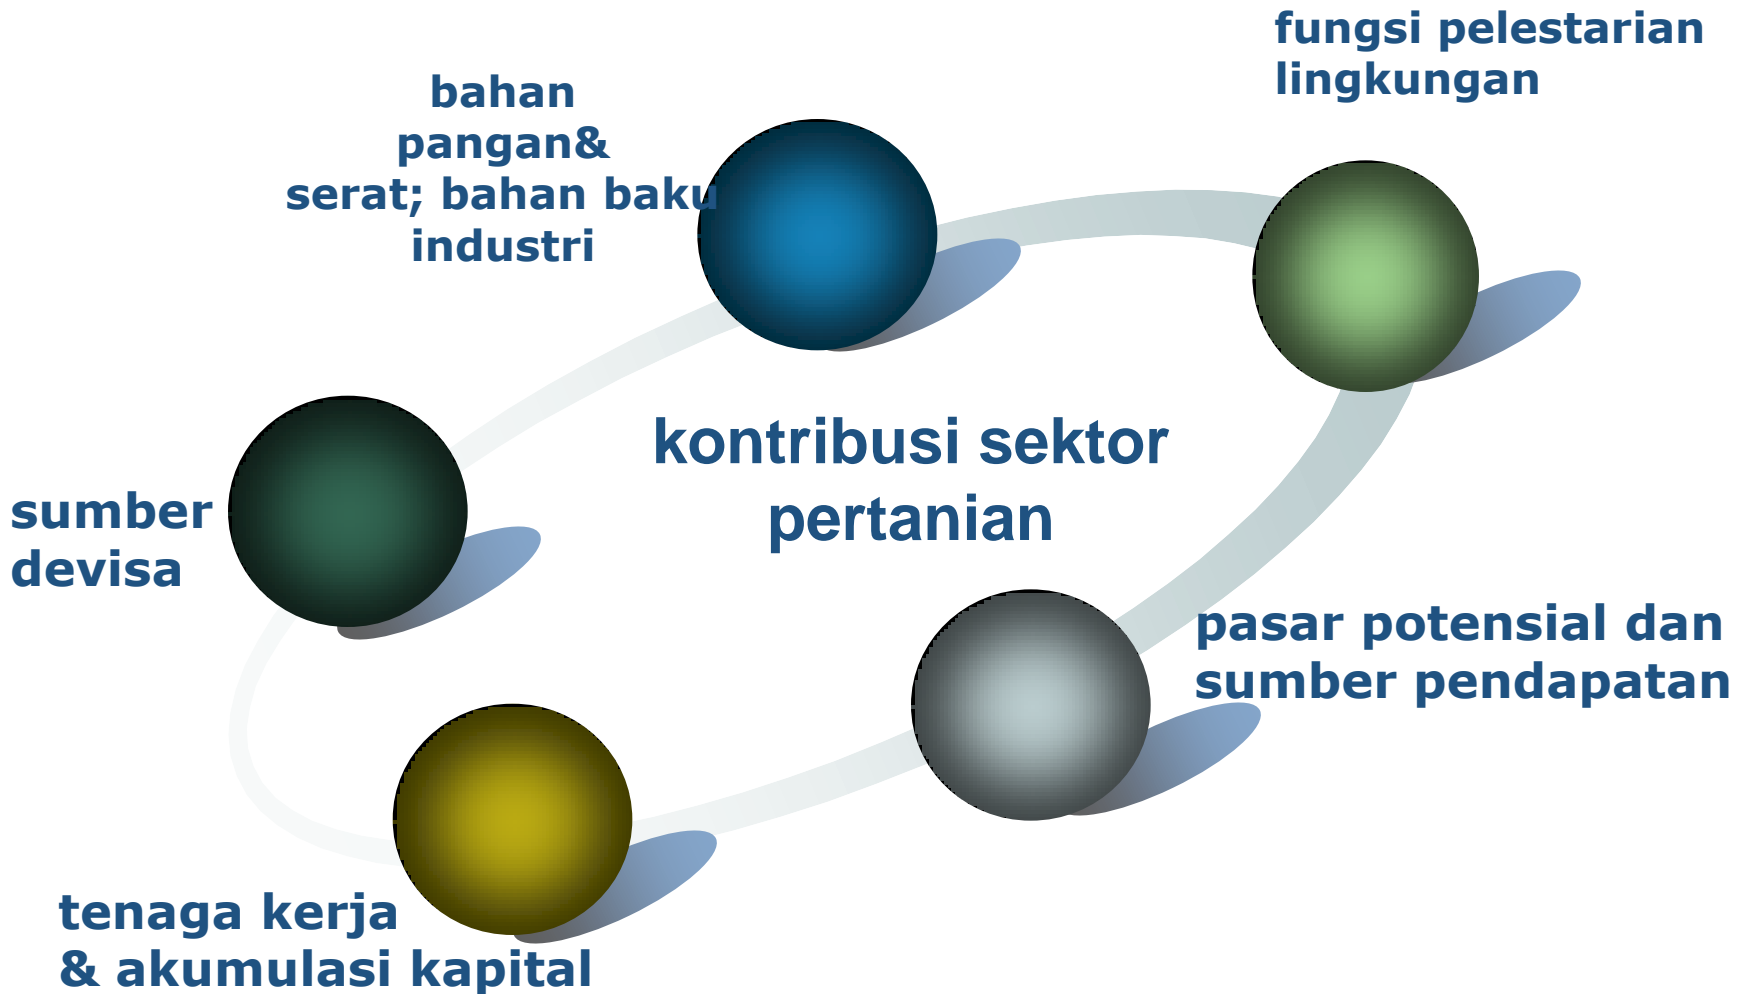 fungsi pelestarian
lingkungan
bahan
pangan&
serat; bahan baku
industri
kontribusi sektor
pertanian
sumber
devisa
pasar potensial dan
sumber pendapatan
tenaga kerja
& akumulasi kapital